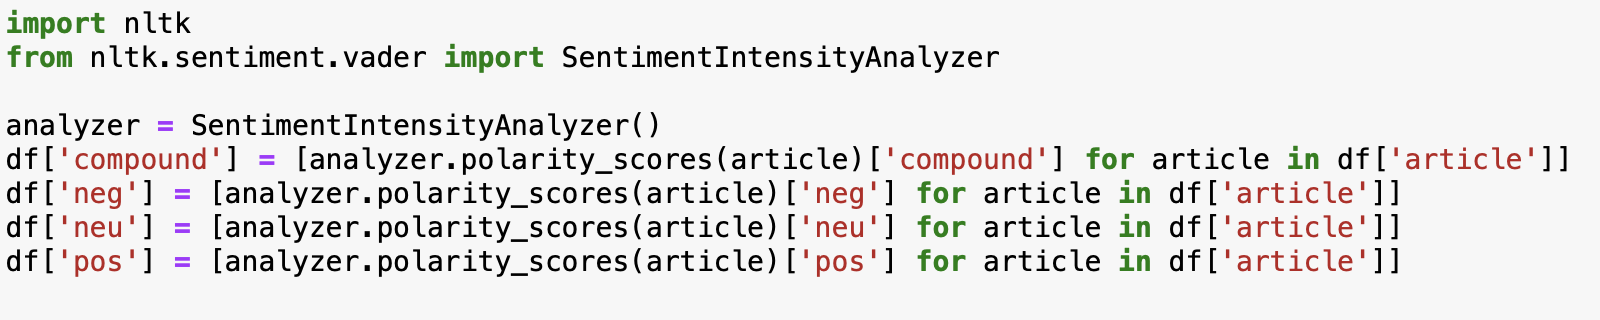 import nltk
from nltk.sentiment.vader import SentimentIntensityAnalyzer
analyzer = SentimentIntensityAnalyzer()
df['compound'] = [analyzer.polarity_scores(article)['compound'] for article in df['article']]
df['neg'] = [analyzer.polarity_scores(article)['neg'] for article in df['article']]
df['neu'] = [analyzer.polarity_scores(article)['neu'] for article in df['article']]
df['pos'] = [analyzer.polarity_scores(article)['pos'] for article in df['article']]